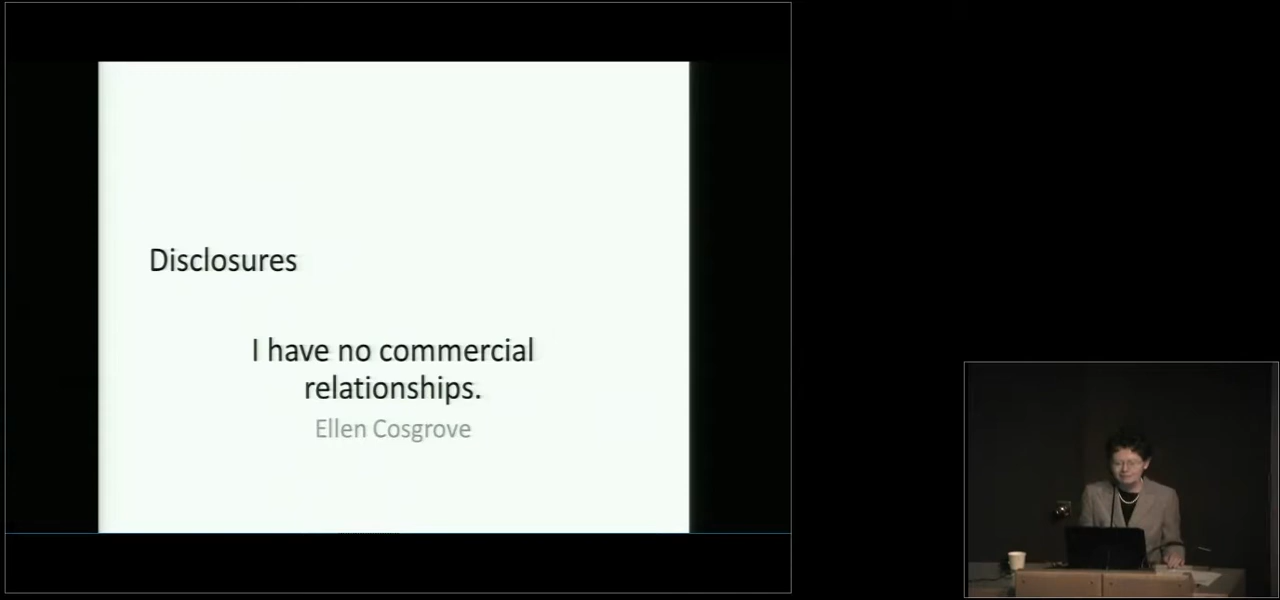 Disclosures
I have no commercial
relationships.
Ellen Cosgrove